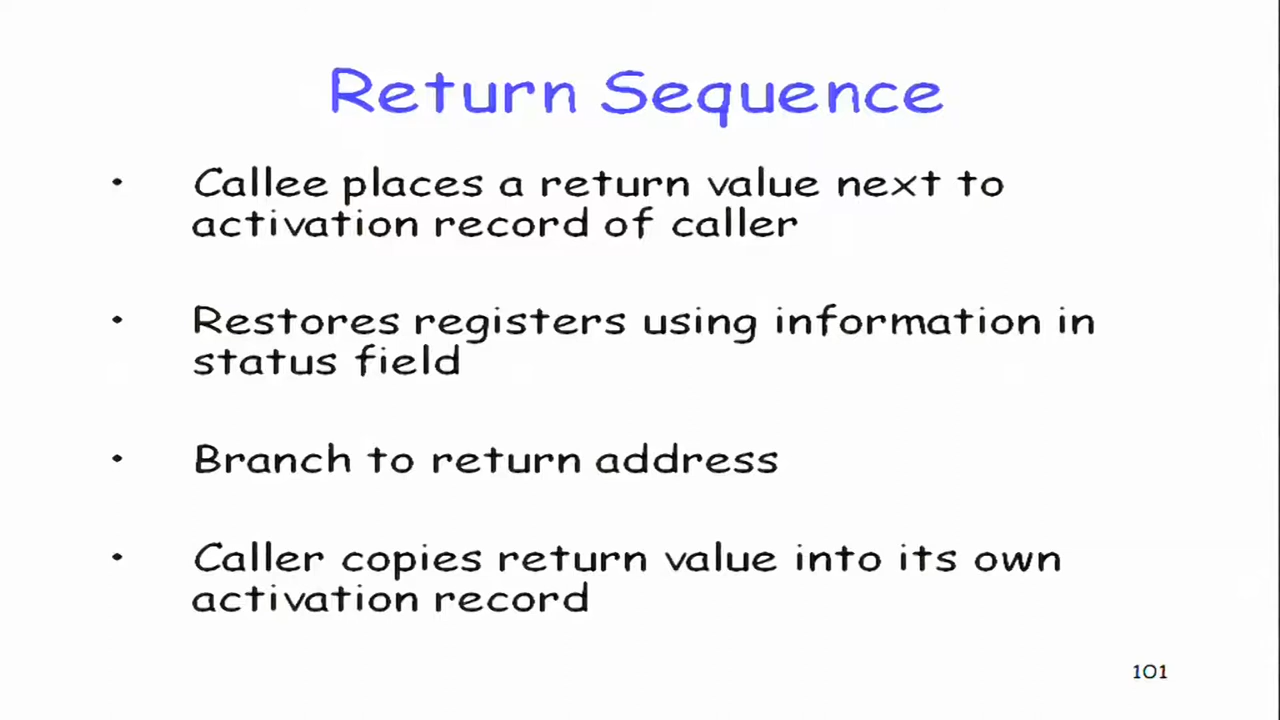 Return Sequence
• Callee places a return value next to
activation record of caller
• Restores registers using information in
status field
• Branch to return address
• Caller copies return value into its own
activation record
101